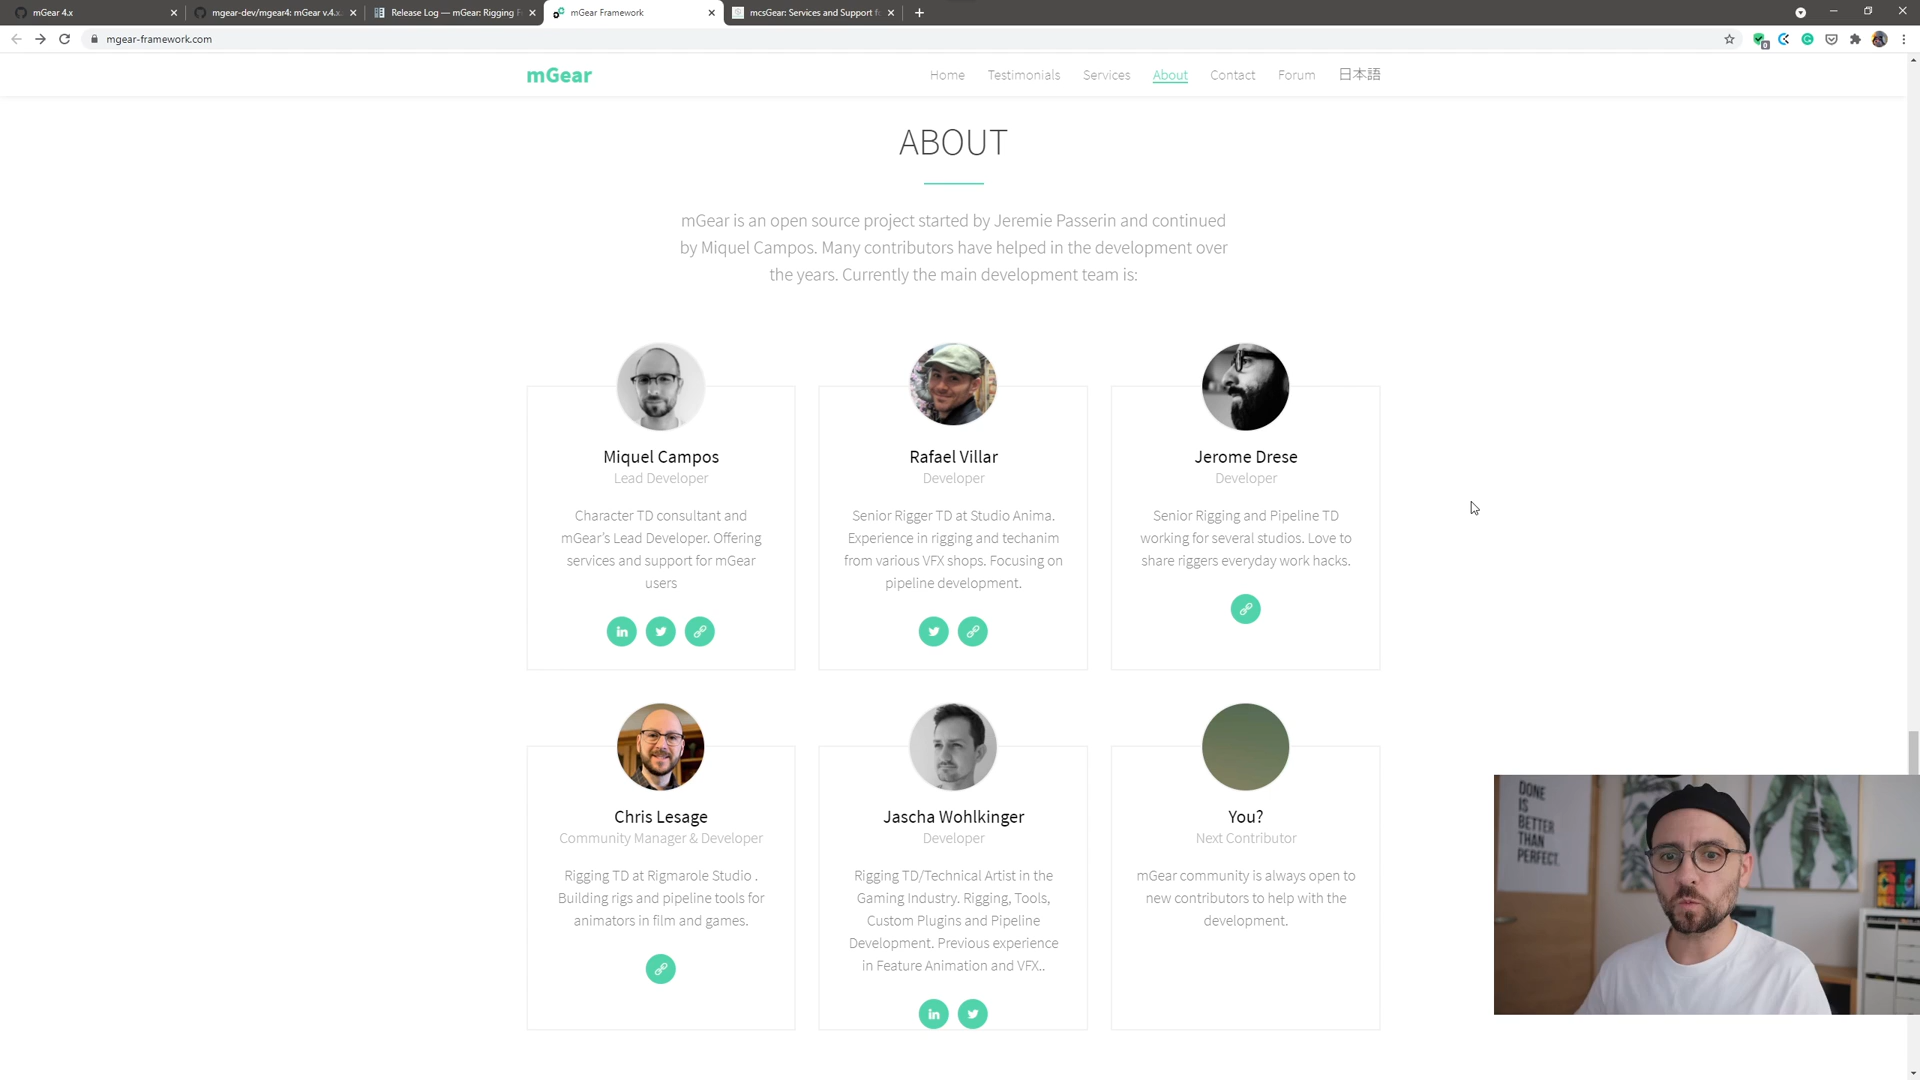 mGear 4.x
mgear-dev/mgear4: mGear v.4.x.
Release Log — mGear: Rigging F
mGear Framework
mcsGear: Services and Support f
mgear-framework.com
mGear
Home
Testimonials
Services
About
Contact
Forum
日本語
ABOUT
mGear is an open source project started by Jeremie Passerin and continued
by Miquel Campos. Many contributors have helped in the development over
the years. Currently the main development team is:
Miquel Campos
Lead Developer
Character TD consultant and
mGear’s Lead Developer. Offering
services and support for mGear
users
in
Rafael Villar
Developer
Senior Rigger TD at Studio Anima.
Experience in rigging and techanim
from various VFX shops. Focusing on
pipeline development.
Jerome Drese
Developer
Senior Rigging and Pipeline TD
working for several studios. Love to
share riggers everyday work hacks.
Chris Lesage
Community Manager & Developer
Rigging TD at Rigmarole Studio .
Building rigs and pipeline tools for
animators in film and games.
Jascha Wohlkinger
Developer
Rigging TD/Technical Artist in the
Gaming Industry. Rigging, Tools,
Custom Plugins and Pipeline
Development. Previous experience
in Feature Animation and VFX..
in
You?
Next Contributor
mGear community is always open to
new contributors to help with the
development.
DONE
IS
BETTER
THAN
PERFECT.